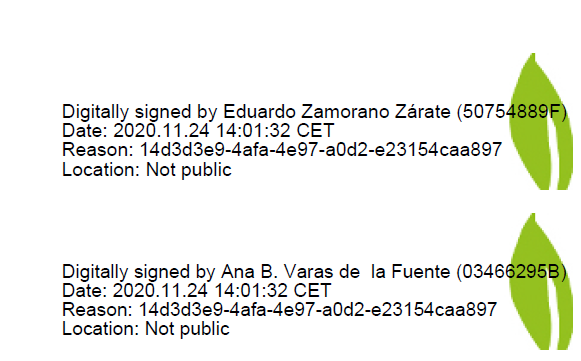 Digitally signed by Eduardo Zamorano Zárate (50754889F)
Date: 2020.11.24 14:01:32 CET
Reason: 14d3d3e9-4afa-4e97-a0d2-e23154caa897
Location: Not public
Digitally signed by Ana B. Varas de  la Fuente (03466295B)
Date: 2020.11.24 14:01:32 CET
Reason: 14d3d3e9-4afa-4e97-a0d2-e23154caa897
Location: Not public